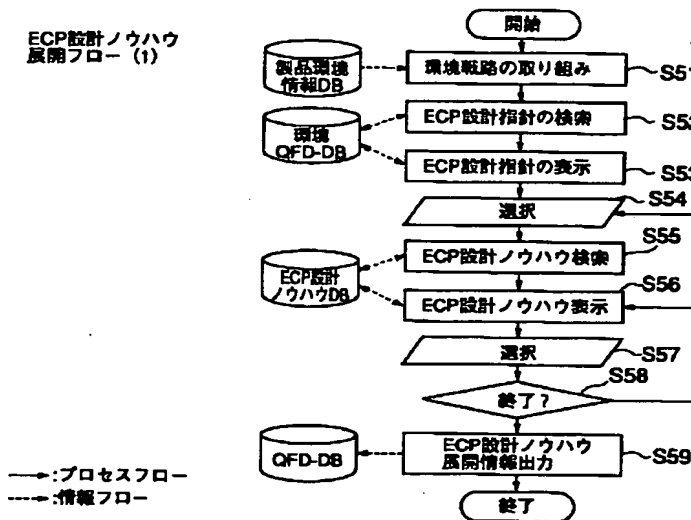 ECP設計ノウハウ
展開フロー (1)
開始
製品環境
情報DB
環境戦略の取り組み
S51
環境
QFD-DB
ECP設計指針の検索
S52
ECP設計指針の表示
S53
選択
S54
ECP設計
ノウハウDB
ECP設計ノウハウ検索
S55
ECP設計ノウハウ表示
S56
選択
S57
終了?
S58
QFD-DB
ECP設計ノウハウ
展開情報出力
S59
終了
:プロセスフロー
:情報フロー